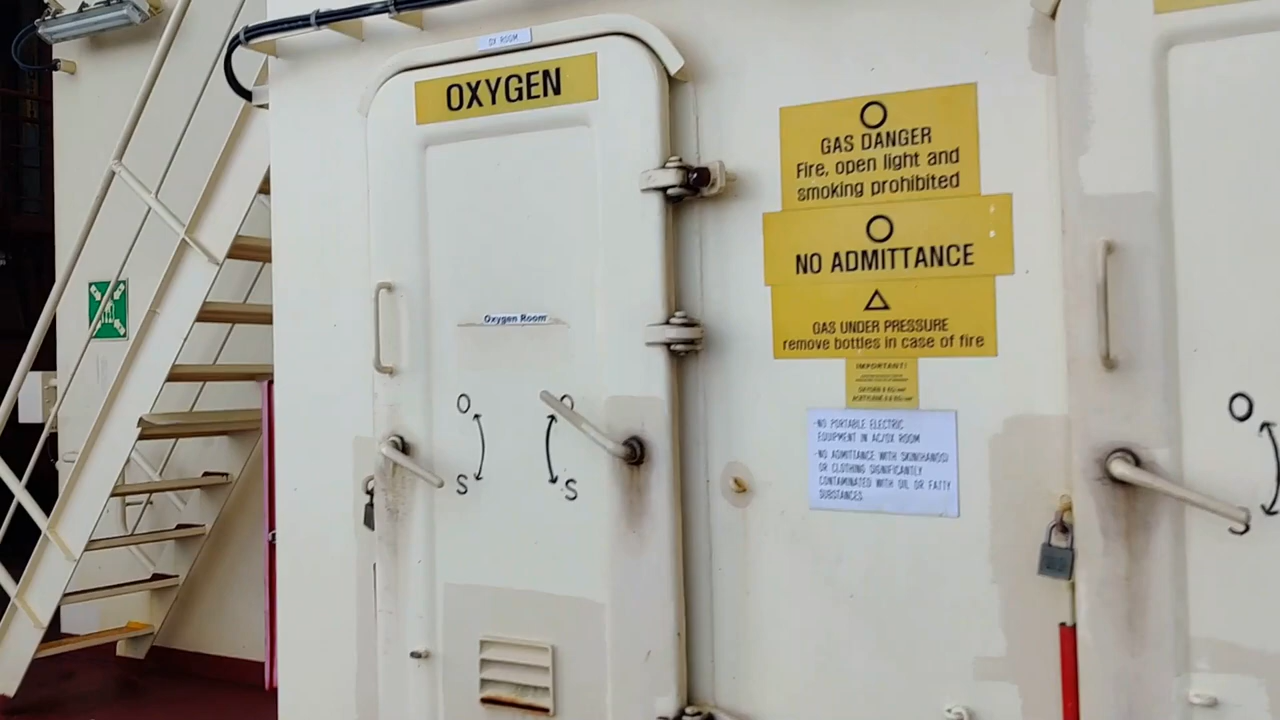 OX ROOM
OXYGEN
GAS DANGER
Fire, open light and
smoking prohibited
NO ADMITTANCE
GAS UNDER PRESSURE
remove bottles in case of fire
IMPORTANT!
-NO PORTABLE ELECTRIC
EQUIPMENT IN AC/OX ROOM
-NO ADMITTANCE WITH SKIN(HANDS)
OR CLOTHING SIGNIFICANTLY
CONTAMINATED WITH OIL OR FATTY
SUBSTANCES
Oxygen Room
O
O
S
S
O